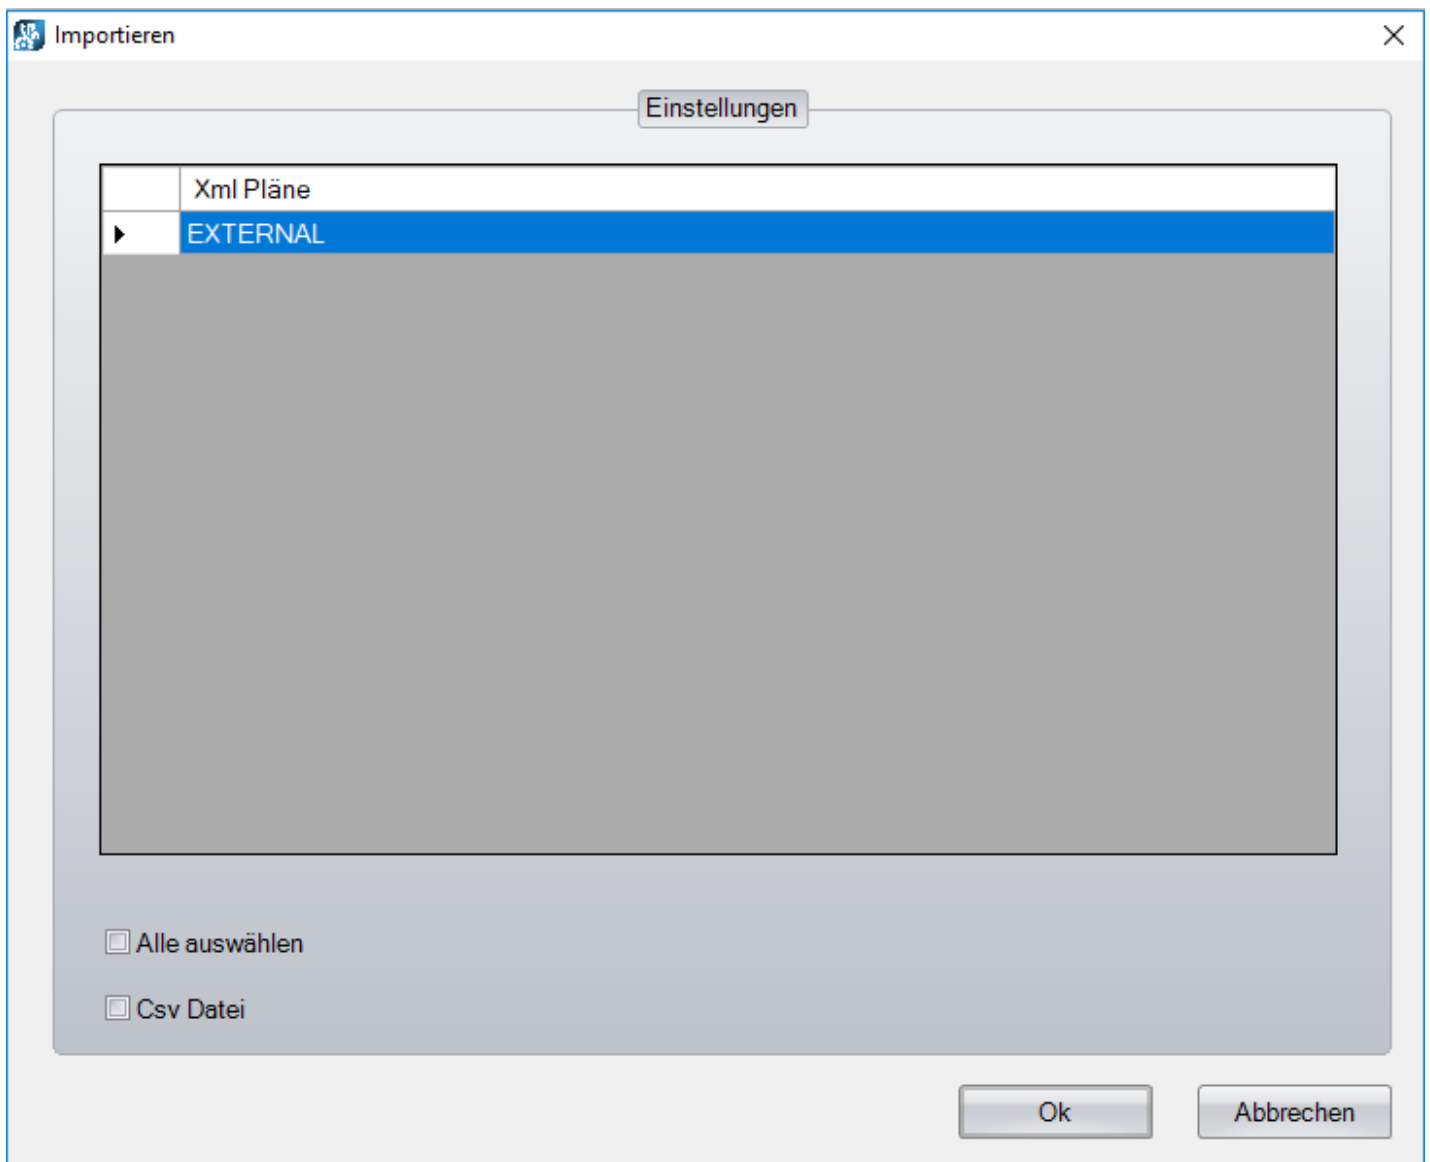 Importieren
Einstellungen
Xml Pläne
EXTERNAL
Alle auswählen
Csv Datei
Ok
Abbrechen